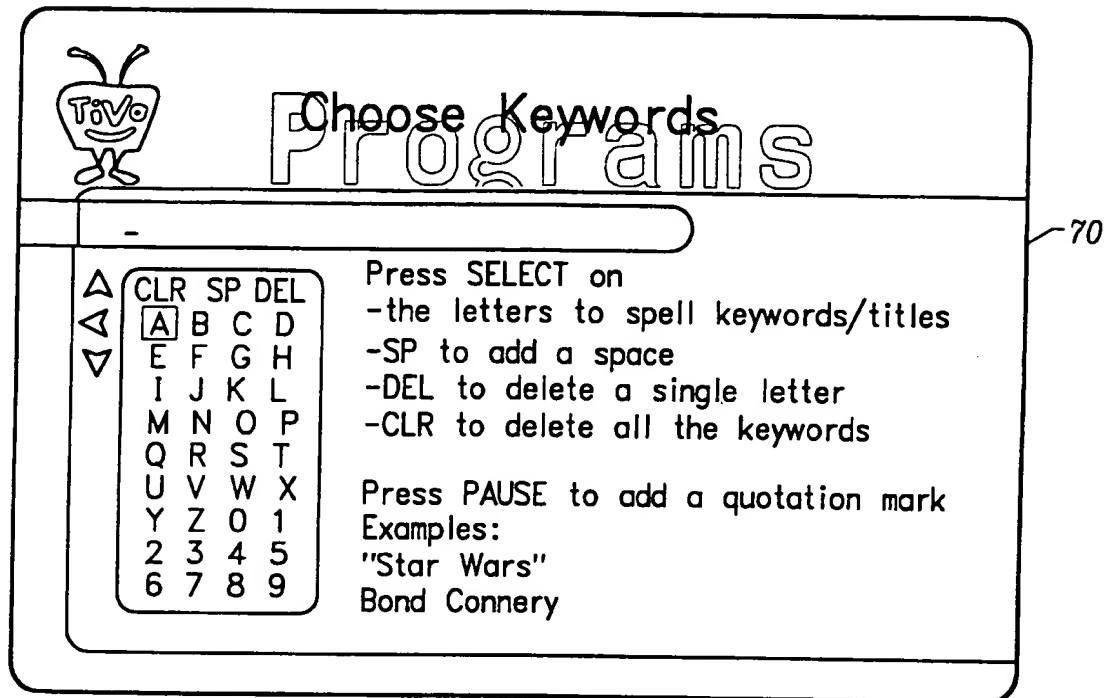 TiVo
Choose Keywords
Programs
-
70
CLR SP DEL
A B C D
E F G H
I J K L
M N O P
Q R S T
U V W X
Y Z 0 1
2 3 4 5
6 7 8 9
Press SELECT on
-the letters to spell keywords/titles
-SP to add a space
-DEL to delete a single letter
-CLR to delete all the keywords
Press PAUSE to add a quotation mark
Examples:
"Star Wars"
Bond Connery